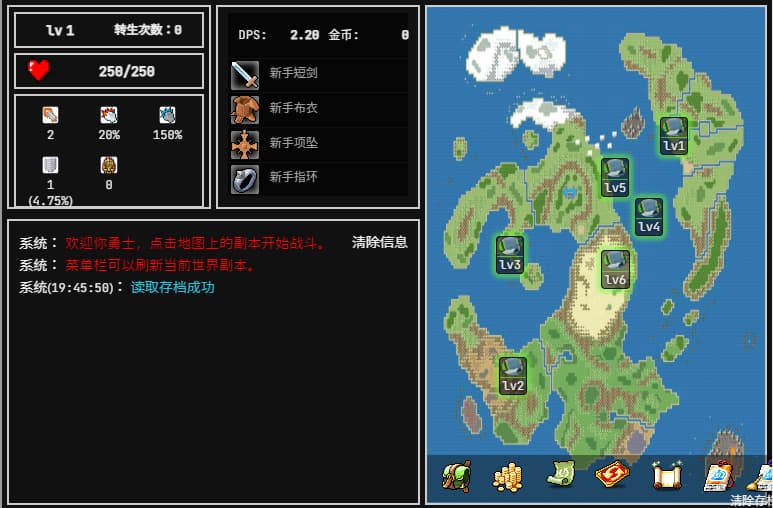 lv1 转生次数：0
250/250
2 20% 150%
1 0
(4.75%)
DPS: 2.20 金币: 0
新手短剑
新手布衣
新手项坠
新手指环
系统： 欢迎你勇士，点击地图上的副本开始战斗。 清除信息
系统： 菜单栏可以刷新当前世界副本。
系统(19:45:50)： 读取存档成功
lv1
lv5
lv4
lv3
lv6
lv2
清除存档